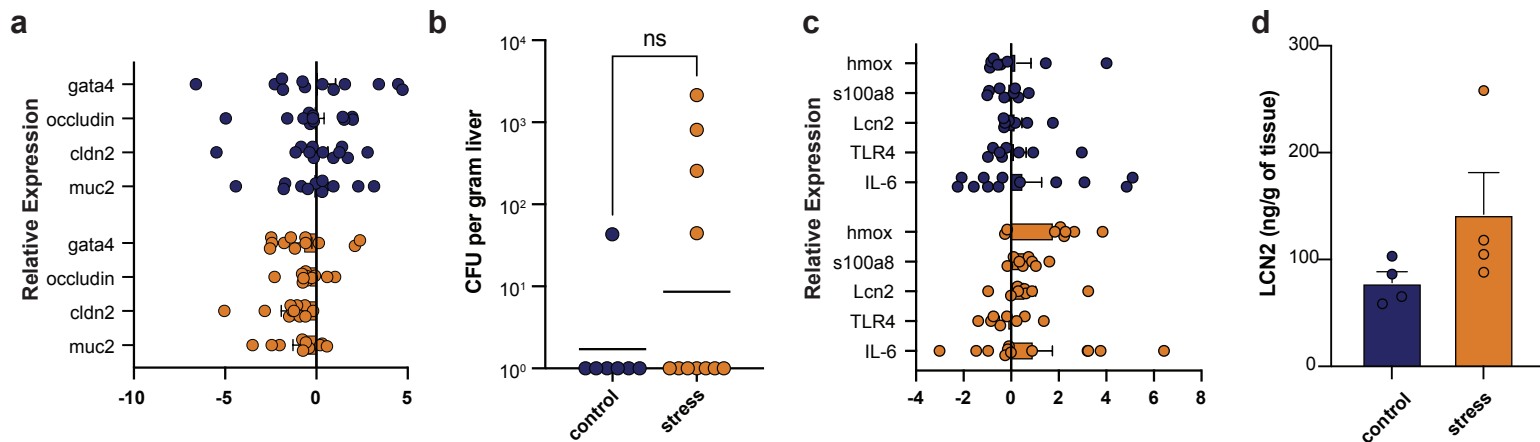 a
Relative Expression
gata4
occludin
cldn2
muc2
gata4
occludin
cldn2
muc2
-10
-5
0
5
b
CFU per gram liver
ns
10⁴
10³
10²
10¹
10⁰
control
stress
c
Relative Expression
hmox
s100a8
Lcn2
TLR4
IL-6
hmox
s100a8
Lcn2
TLR4
IL-6
-4
-2
0
2
4
6
8
d
LCN2 (ng/g of tissue)
300
200
100
0
control
stress